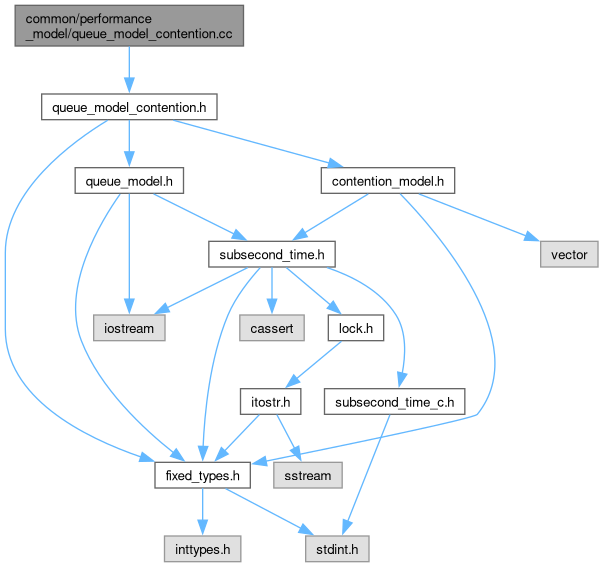 common/performance
_model/queue_model_contention.cc
queue_model_contention.h
queue_model.h
contention_model.h
subsecond_time.h
vector
iostream
cassert
lock.h
itostr.h
subsecond_time_c.h
fixed_types.h
sstream
inttypes.h
stdint.h